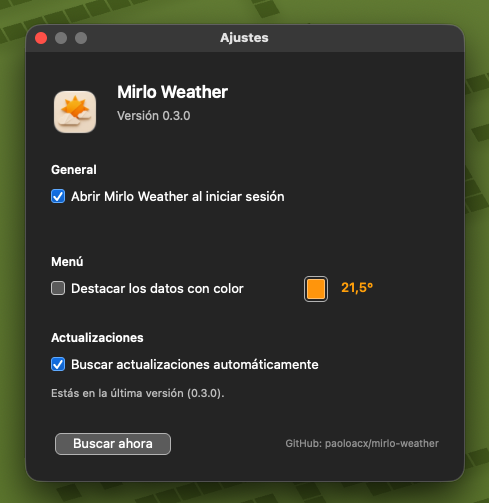 Ajustes
Mirlo Weather
Versión 0.3.0
General
Abrir Mirlo Weather al iniciar sesión
Menú
Destacar los datos con color
21,5º
Actualizaciones
Buscar actualizaciones automáticamente
Estás en la última versión (0.3.0).
Buscar ahora
GitHub: paoloacx/mirlo-weather